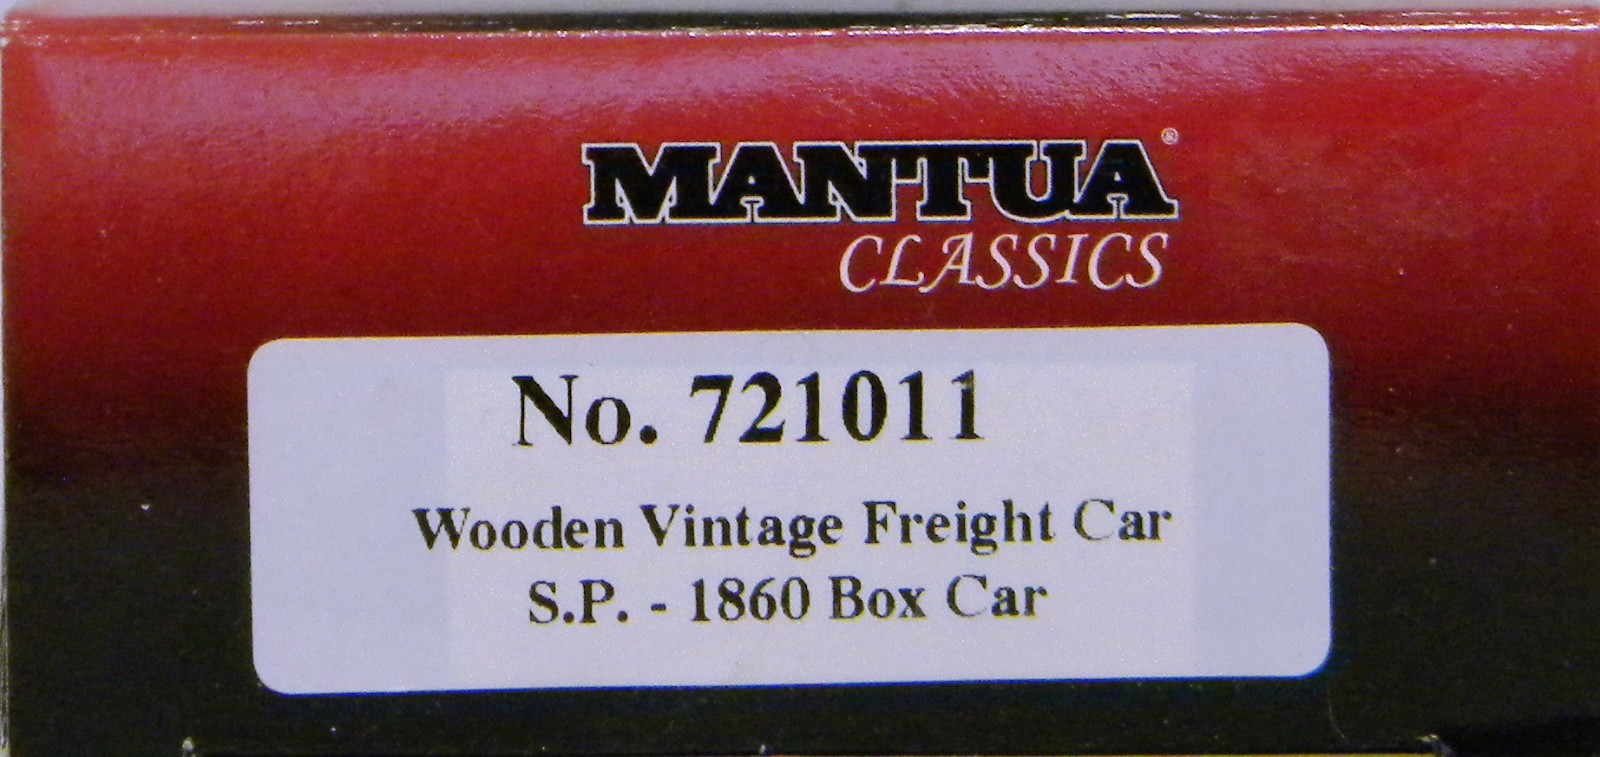 MANTUA®
CLASSICS
No. 721011
Wooden Vintage Freight Car
S.P. - 1860 Box Car